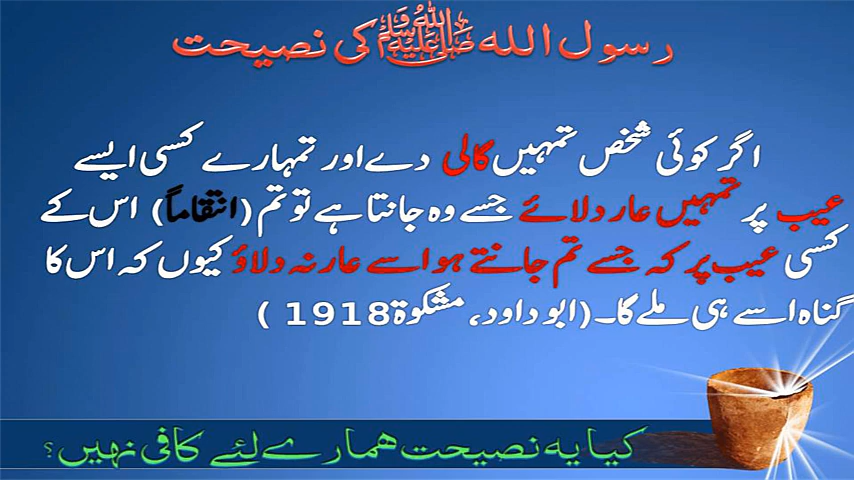 رسول اللہ ﷺ کی نصیحت
اگر کوئی شخص تمہیں گالی دے اور تمہارے کسی ایسے
عیب پر تمہیں عار دلائے جسے وہ جانتا ہے تو تم (انتقاماً) اس کے
کسی عیب پر کہ جسے تم جانتے ہو اسے عار نہ دلاؤ کیوں کہ اس کا
گناہ اسے ہی ملے گا۔ (ابو داود، مشکوۃ 1918 )
کیا یہ نصیحت ہمارے لئے کافی نہیں؟